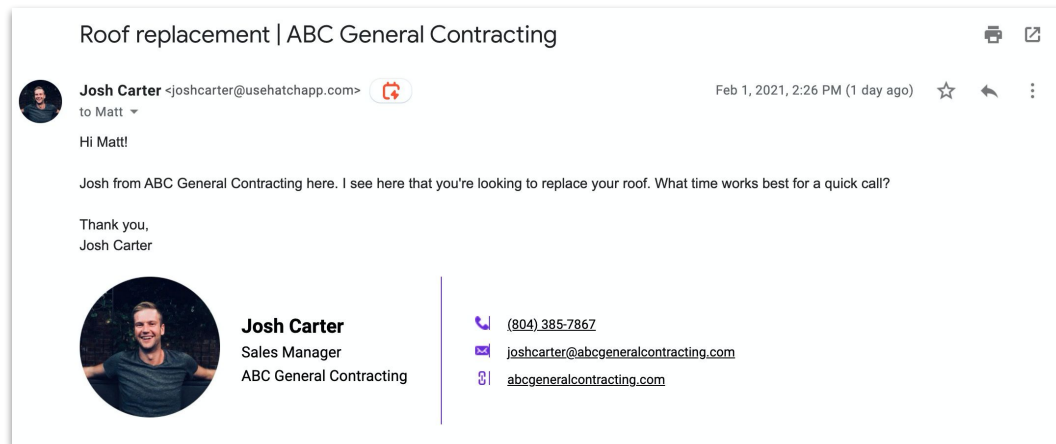 Roof replacement | ABC General Contracting
Josh Carter <joshcarter@usehatchapp.com>
Feb 1, 2021, 2:26 PM (1 day ago)
to Matt
Hi Matt!
Josh from ABC General Contracting here. I see here that you're looking to replace your roof. What time works best for a quick call?
Thank you,
Josh Carter
Josh Carter
Sales Manager
ABC General Contracting
(804) 385-7867
joshcarter@abcgeneralcontracting.com
abcgeneralcontracting.com